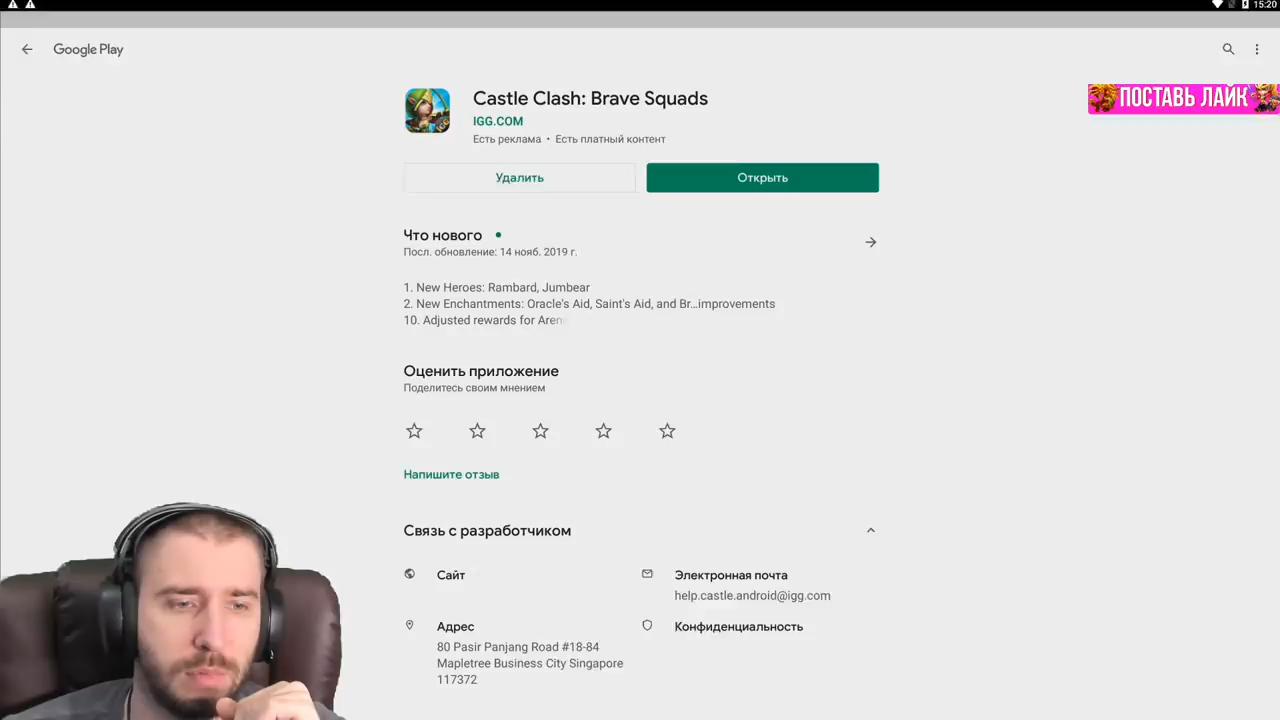 15:20
Google Play
Castle Clash: Brave Squads
IGG.COM
Есть реклама • Есть платный контент
ПОСТАВЬ ЛАЙК
Удалить
Открыть
Что нового
Посл. обновление: 14 нояб. 2019 г.
1. New Heroes: Rambard, Jumbear
2. New Enchantments: Oracle's Aid, Saint's Aid, and Br...improvements
10. Adjusted rewards for Aren
Оценить приложение
Поделитесь своим мнением
Напишите отзыв
Связь с разработчиком
Сайт
Электронная почта
help.castle.android@igg.com
Адрес
80 Pasir Panjang Road #18-84
Mapletree Business City Singapore
117372
Конфиденциальность